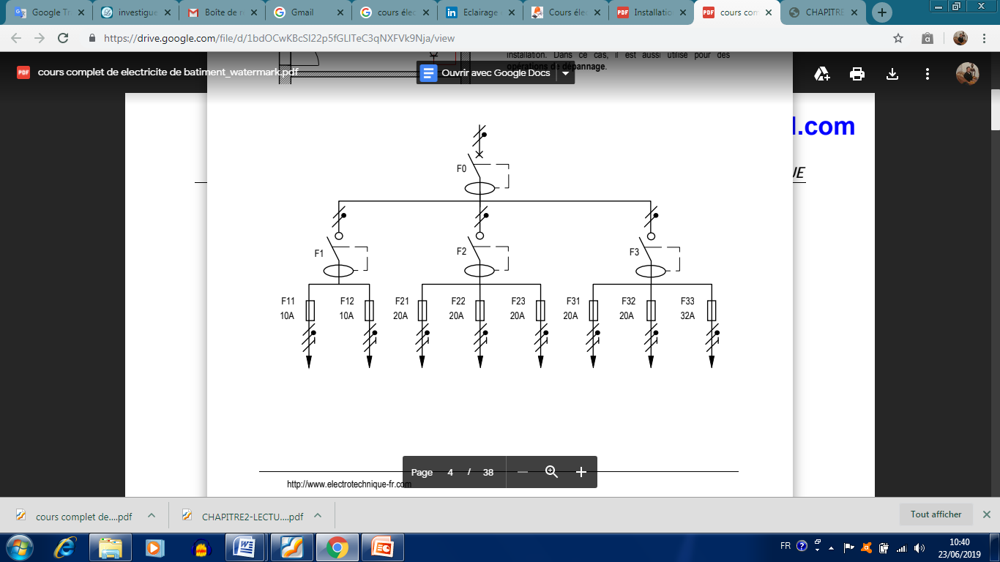 Google Tr
investigue
Boîte de r
Gmail
cours élec
Eclairage
Cours élec
Installatio
cours com
CHAPITRE
https://drive.google.com/file/d/1bdOCwKBcSI22p5fGLITeC3qNXFVk9Nja/view
installation. Dans ce cas, il est aussi utilisé pour des
opérations de dépannage.
PDF cours complet de electricite de batiment_watermark.pdf
Ouvrir avec Google Docs
.com
UE
F0
F1
F2
F3
F11 F12 F21 F22 F23 F31 F32 F33
10A 10A 20A 20A 20A 20A 20A 32A
Page 4 / 38
http://www.electrotechnique-fr.com
cours complet de....pdf
CHAPITRE2-LECTU....pdf
Tout afficher
FR
10:40
23/06/2019